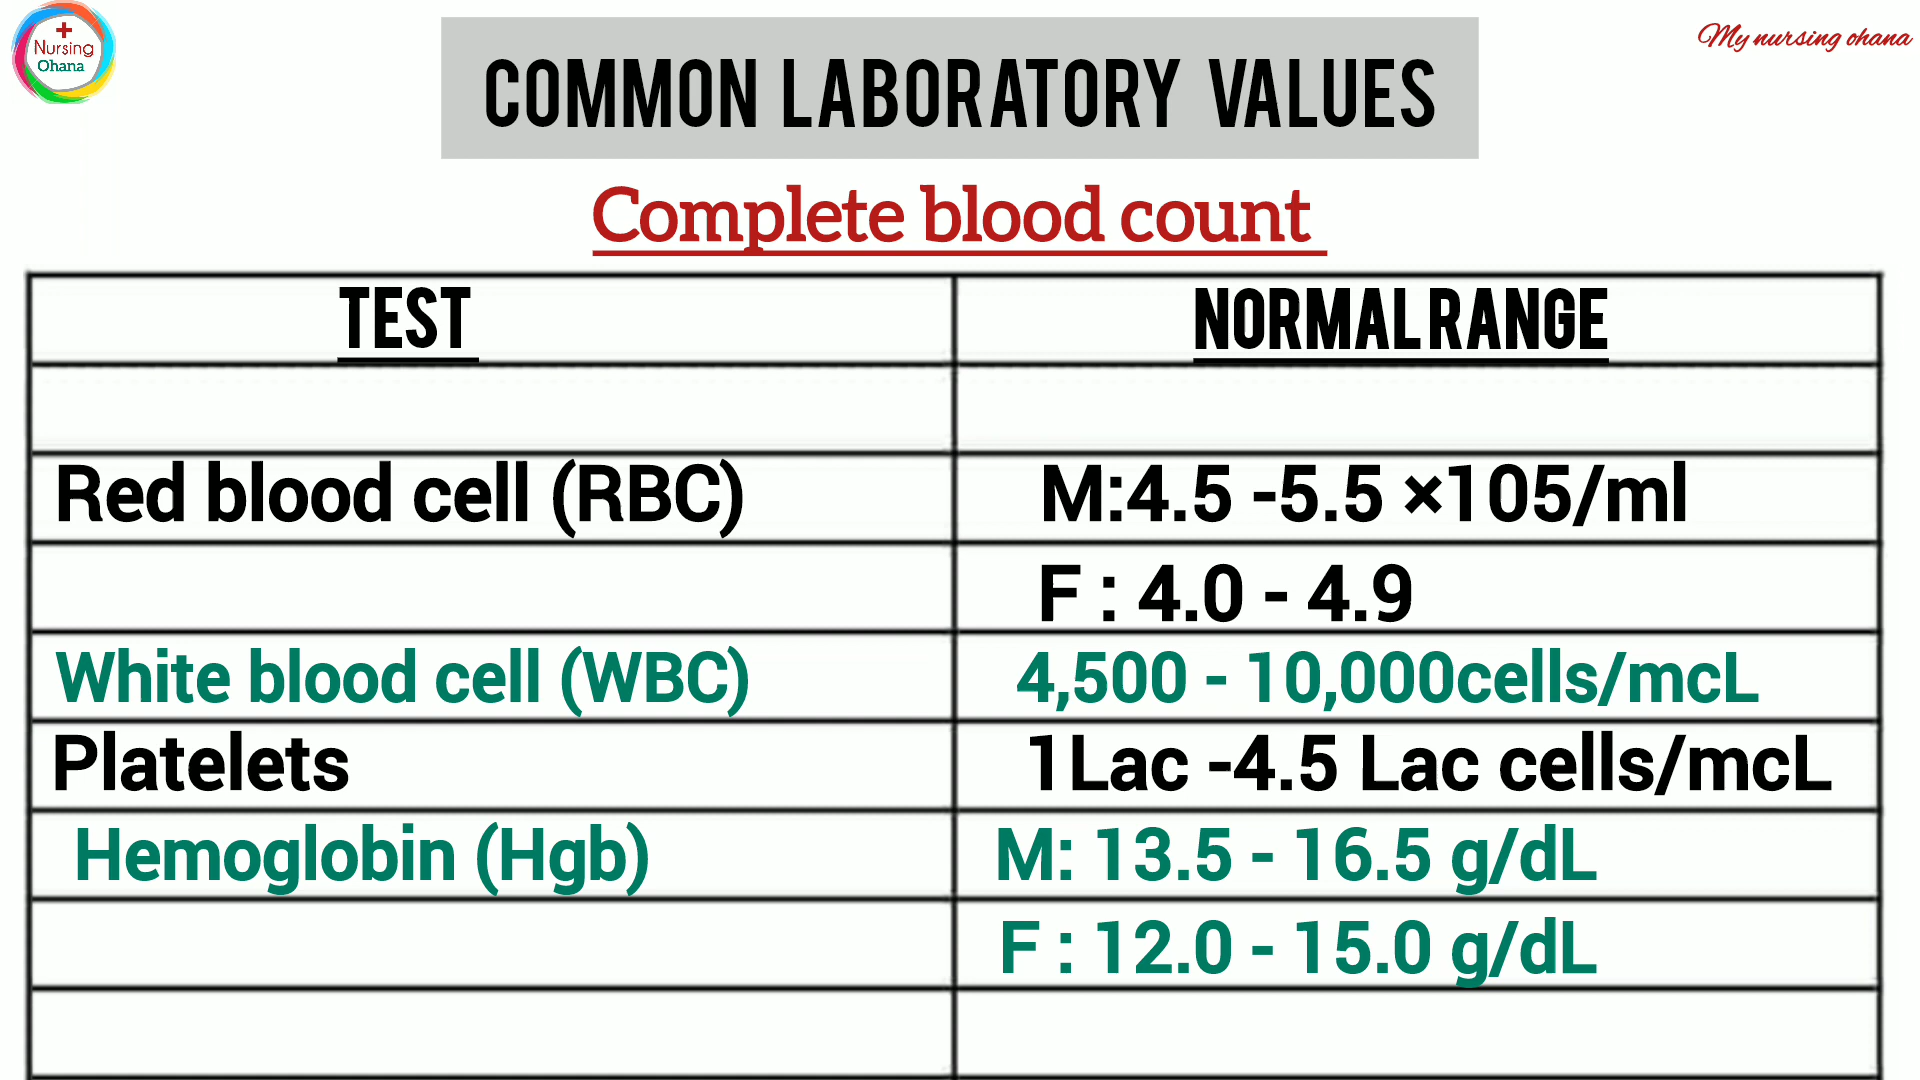 Nursing
Ohana
My nursing ohana
COMMON LABORATORY VALUES
Complete blood count
TEST
NORMAL RANGE
Red blood cell (RBC)
M:4.5 -5.5 ×105/ml
F : 4.0 - 4.9
White blood cell (WBC)
4,500 - 10,000cells/mcL
Platelets
1Lac -4.5 Lac cells/mcL
Hemoglobin (Hgb)
M: 13.5 - 16.5 g/dL
F : 12.0 - 15.0 g/dL